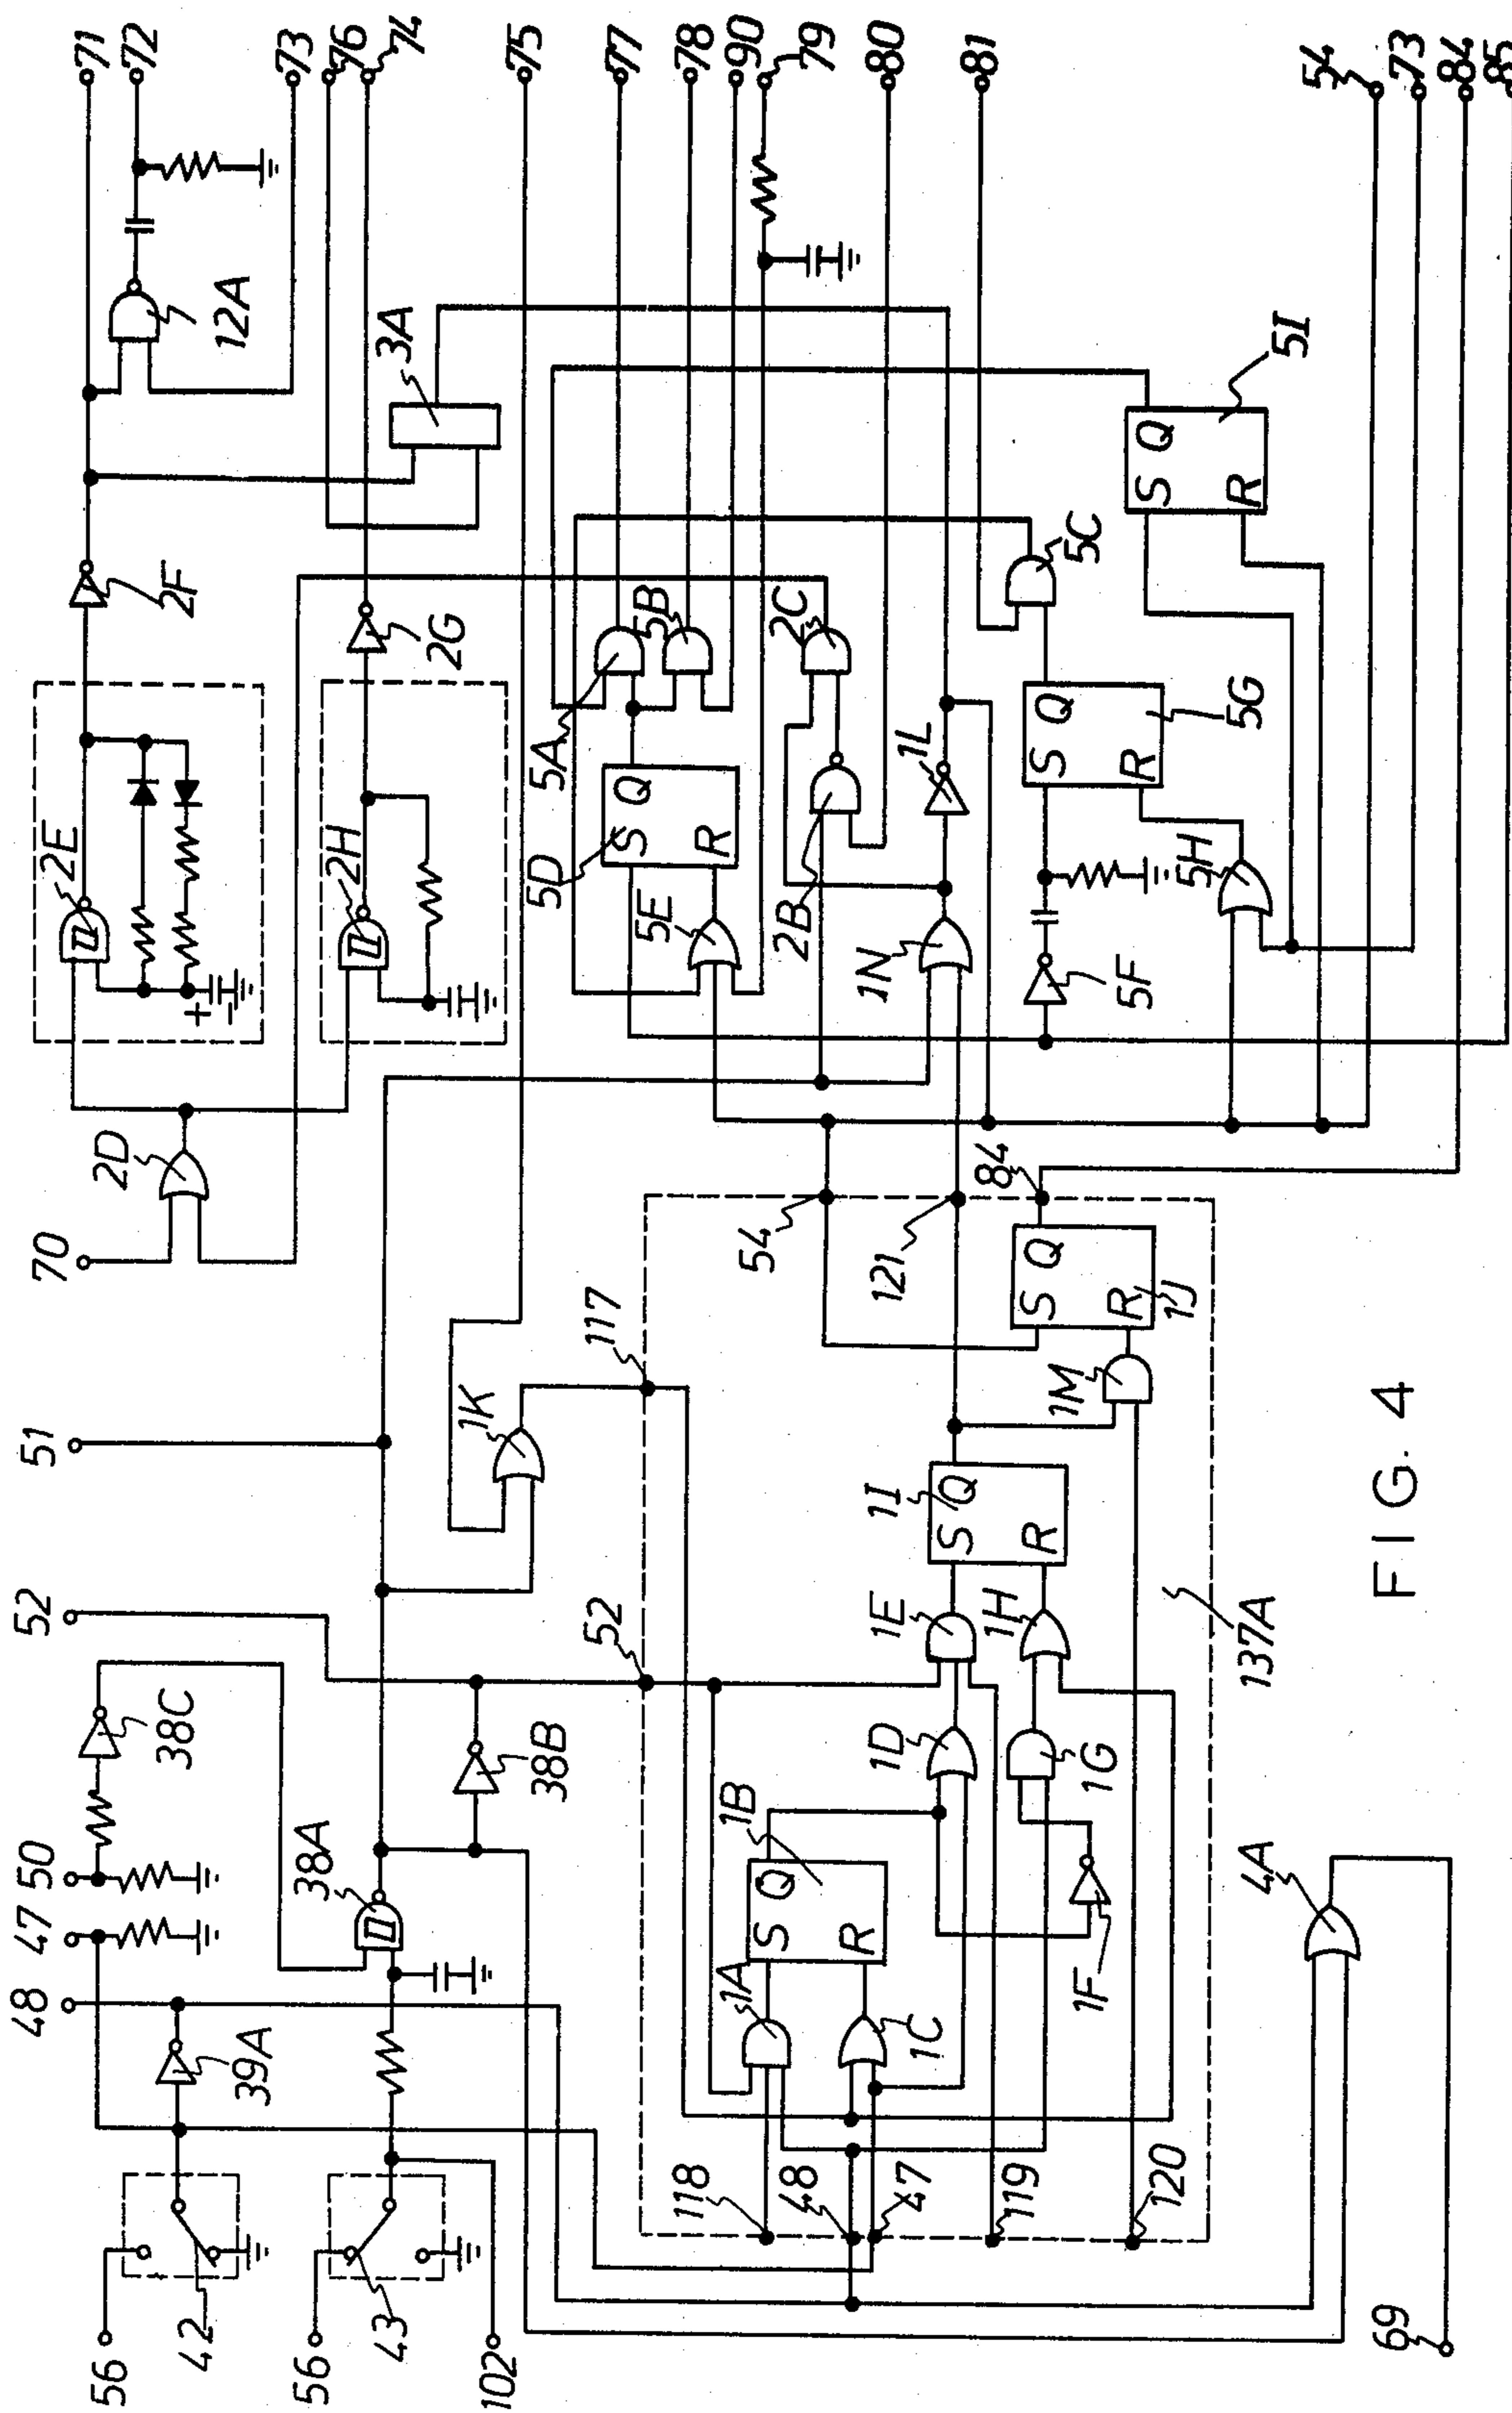 71
72
73
76
74
75
77
78
90
79
80
81
54
73
84
85
12A
3A
2F
2G
2E
2H
+
5A
5B
2C
5C
5I
S Q
R
5D
S Q
R
5E
2B
1L
1N
5G
S Q
R
5H
5F
70
2D
51
52
117
1K
54
121
84
S Q
R
1J
1M
1I
S Q
R
52
1E
1H
38C
38B
38A
50
47
48
39A
1B
S Q
R
1A
1C
1D
1G
1F
137A
118
48
47
119
120
4A
69
56
42
56
43
102
FIG. 4